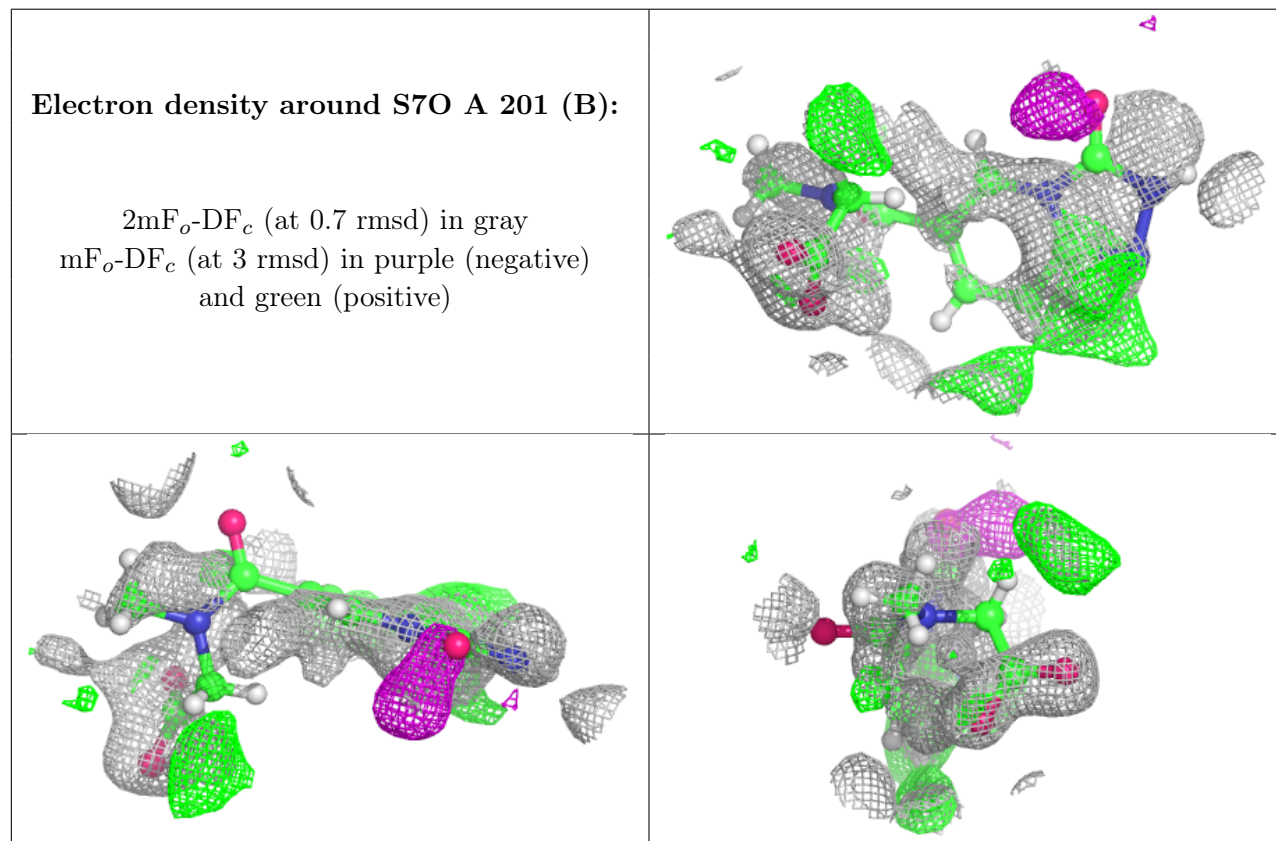 Electron density around S7O A 201 (B):
2mFo-DFc (at 0.7 rmsd) in gray
mFo-DFc (at 3 rmsd) in purple (negative)
and green (positive)